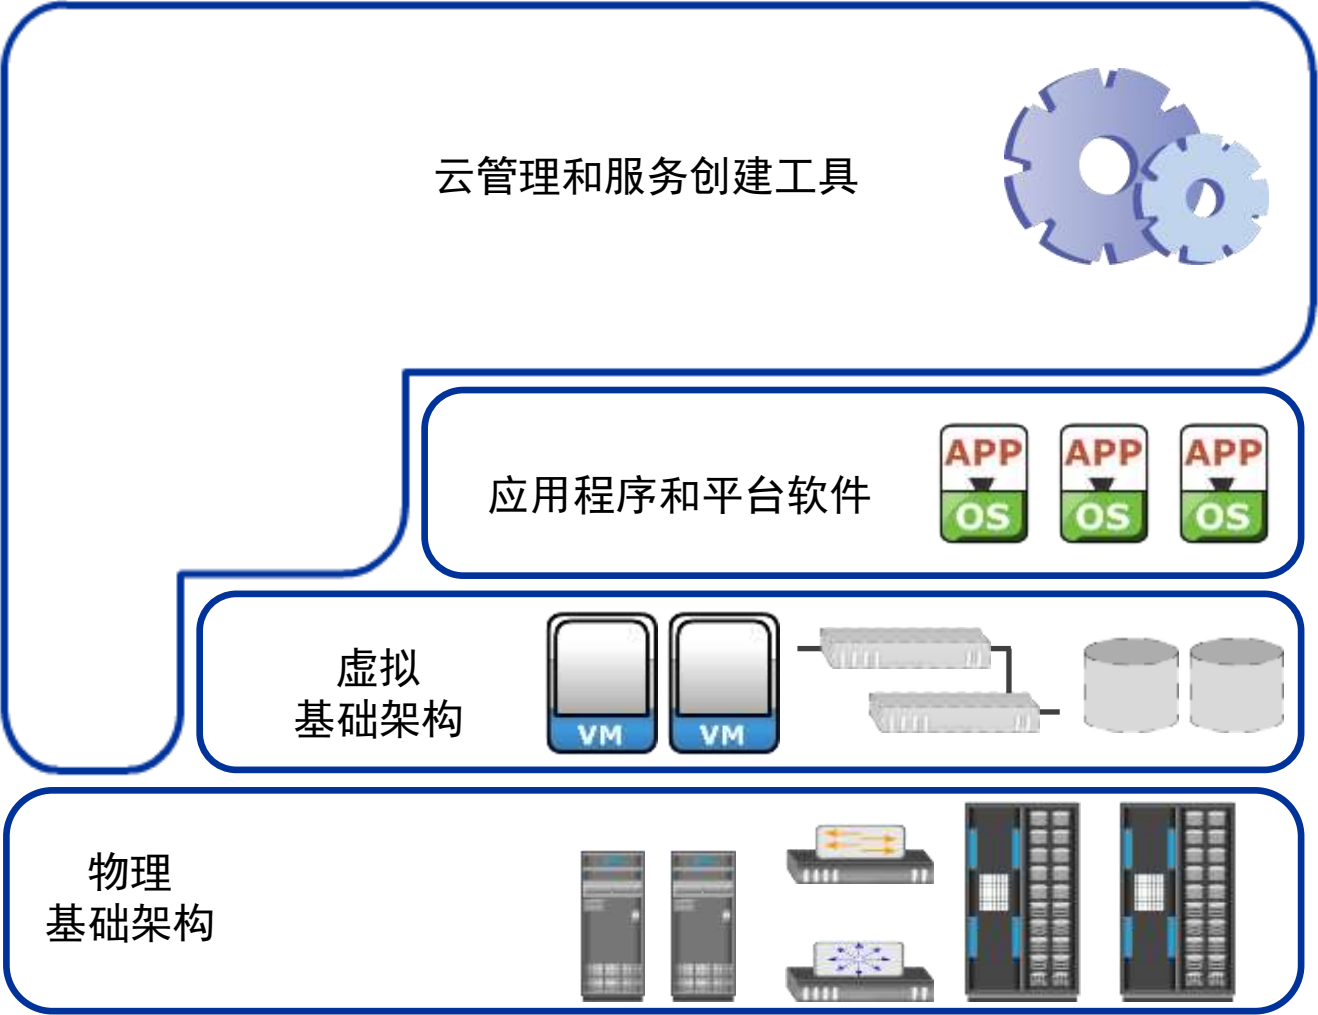 云管理和服务创建工具
应用程序和平台软件
APP APP APP
OS OS OS
虚拟
基础架构
VM VM
物理
基础架构